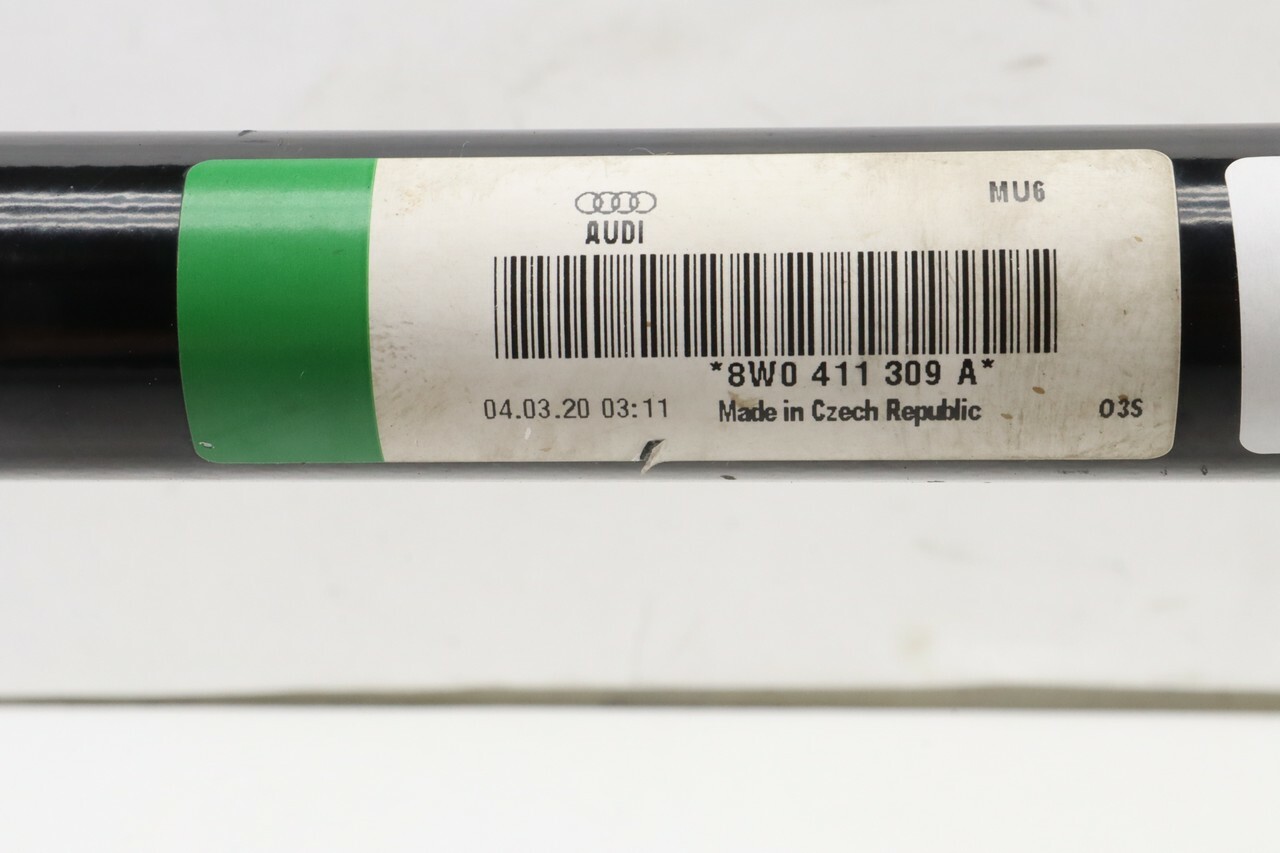 MU6
AUDI
*8W0 411 309 A*
04.03.20 03:11 Made in Czech Republic 03S